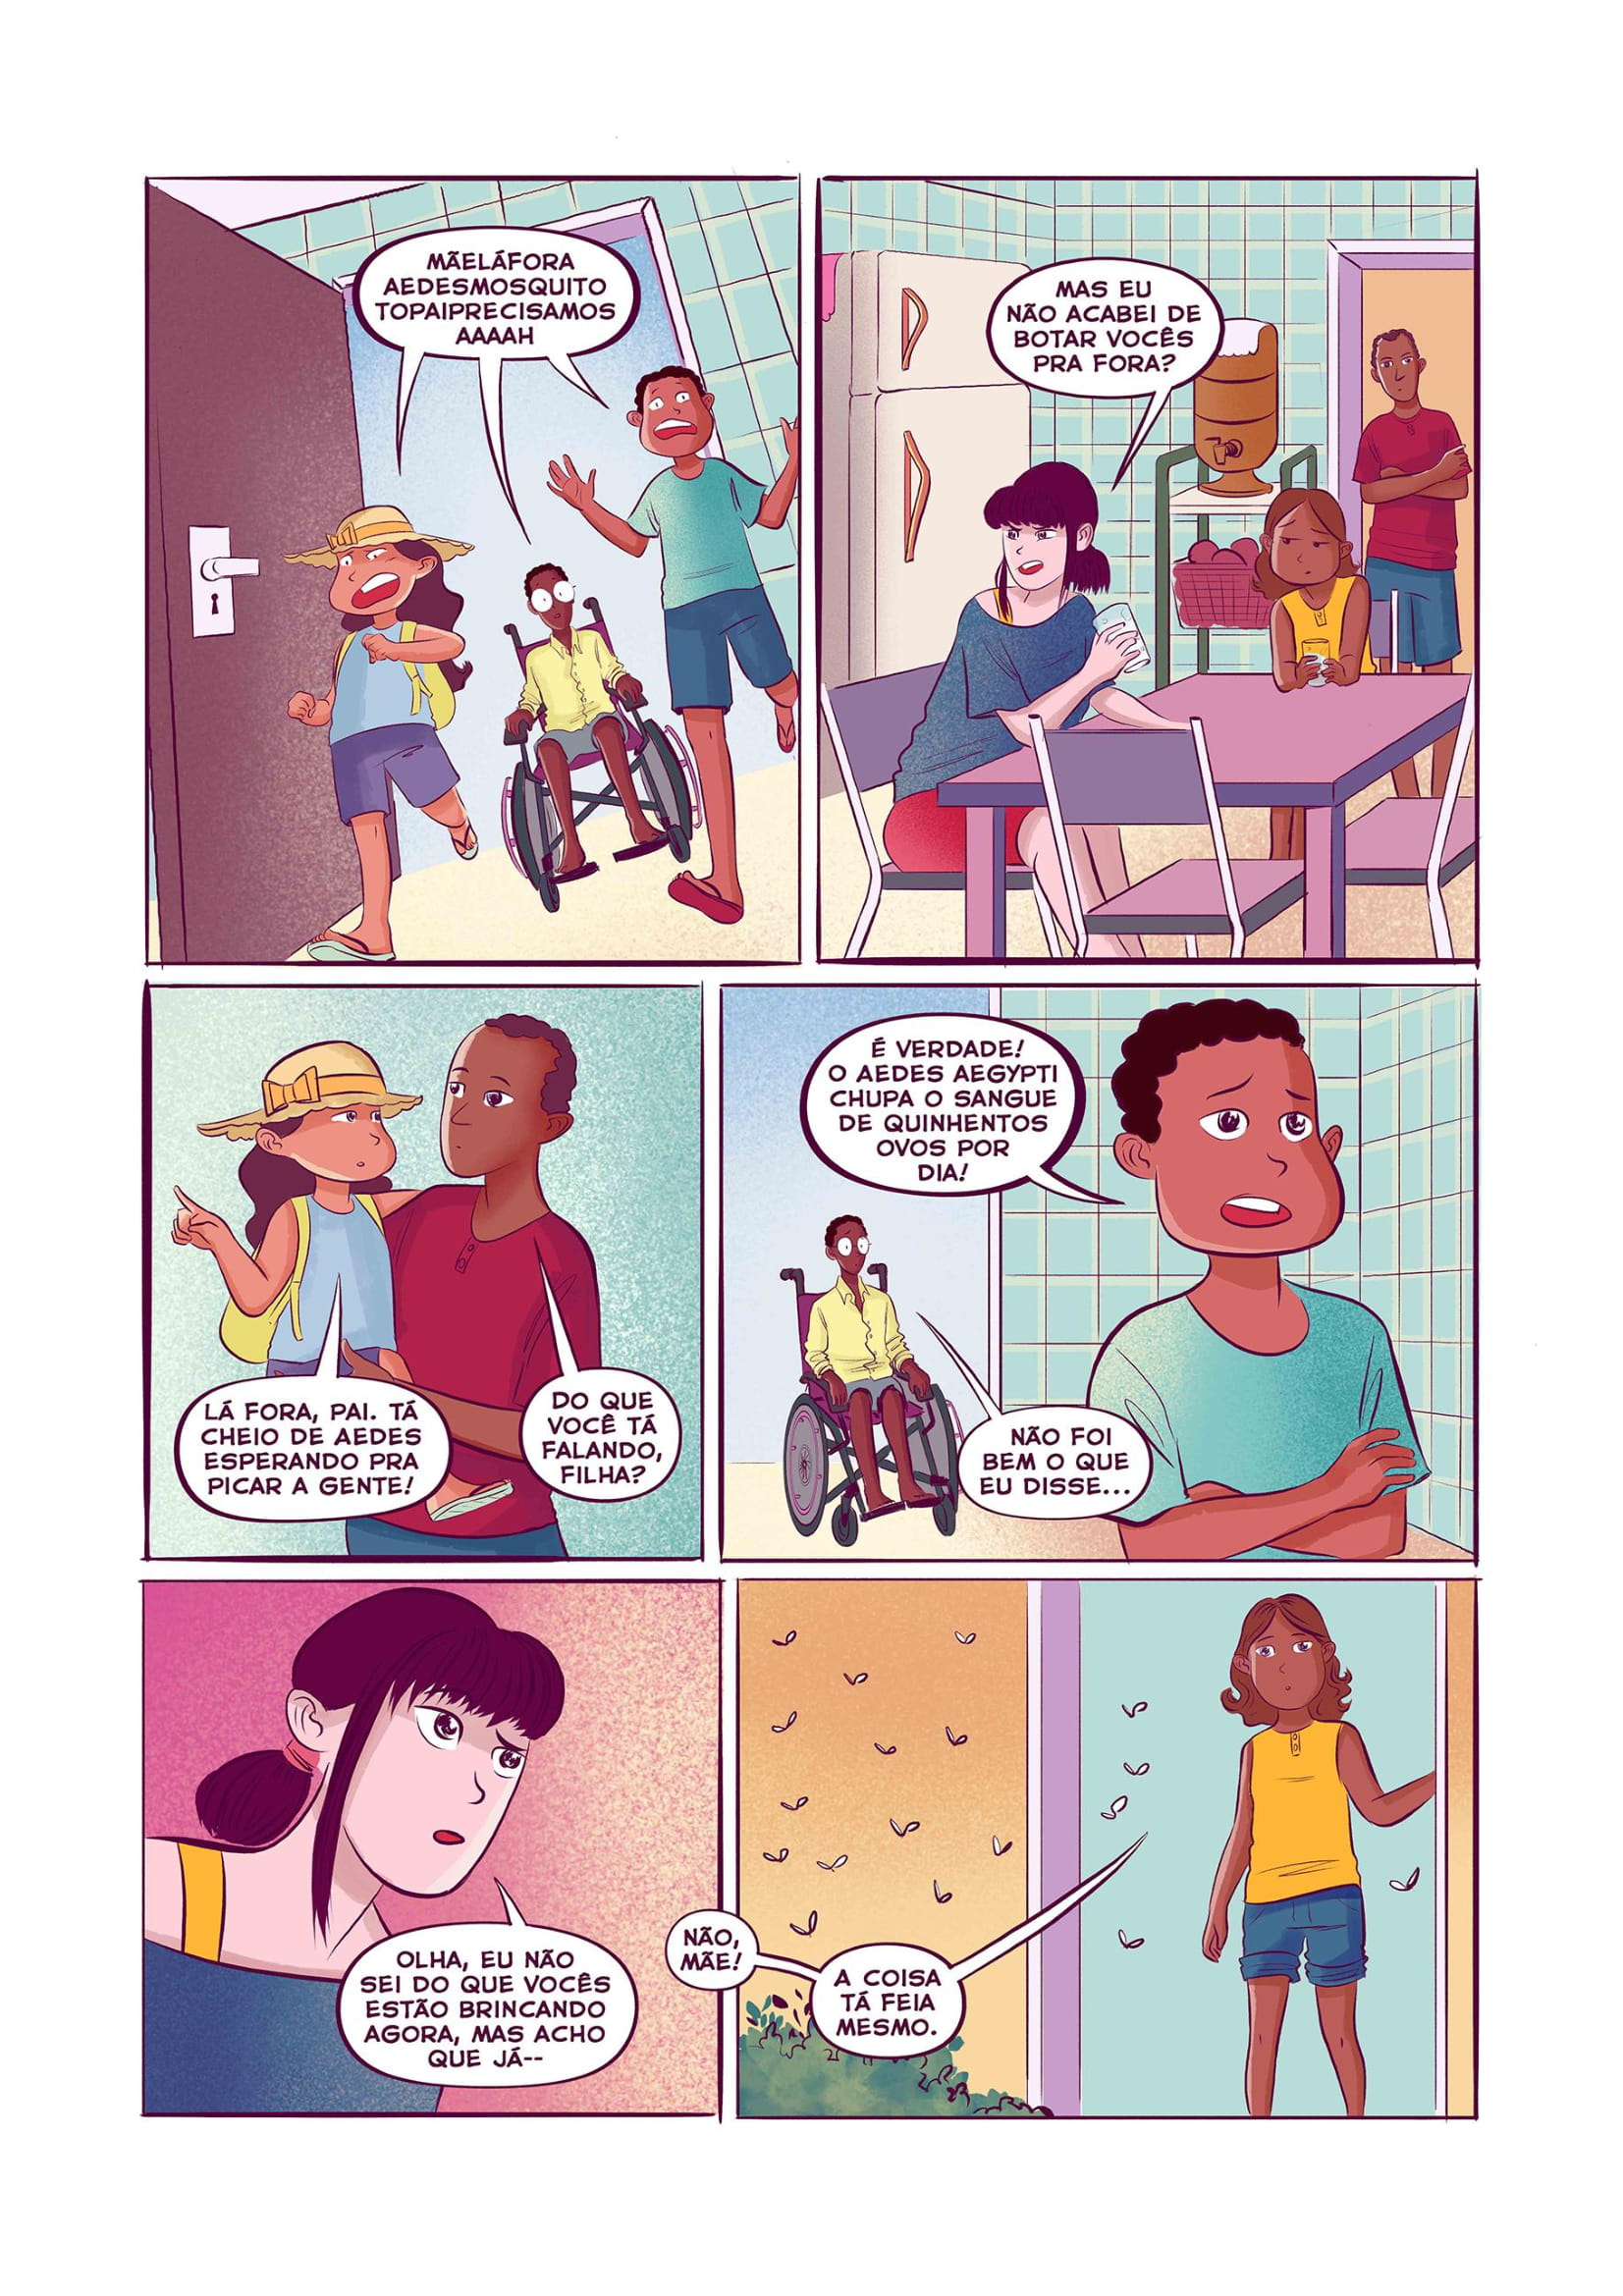 MÃELÁFORA
AEDESMOSQUITO
TOPAIPRECISAMOS
AAAAH
MAS EU
NÃO ACABEI DE
BOTAR VOCÊS
PRA FORA?
LÁ FORA, PAI. TÁ
CHEIO DE AEDES
ESPERANDO PRA
PICAR A GENTE!
DO QUE
VOCÊ TÁ
FALANDO,
FILHA?
É VERDADE!
O AEDES AEGYPTI
CHUPA O SANGUE
DE QUINHENTOS
OVOS POR
DIA!
NÃO FOI
BEM O QUE
EU DISSE...
OLHA, EU NÃO
SEI DO QUE VOCÊS
ESTÃO BRINCANDO
AGORA, MAS ACHO
QUE JÁ--
NÃO,
MÃE!
A COISA
TÁ FEIA
MESMO.